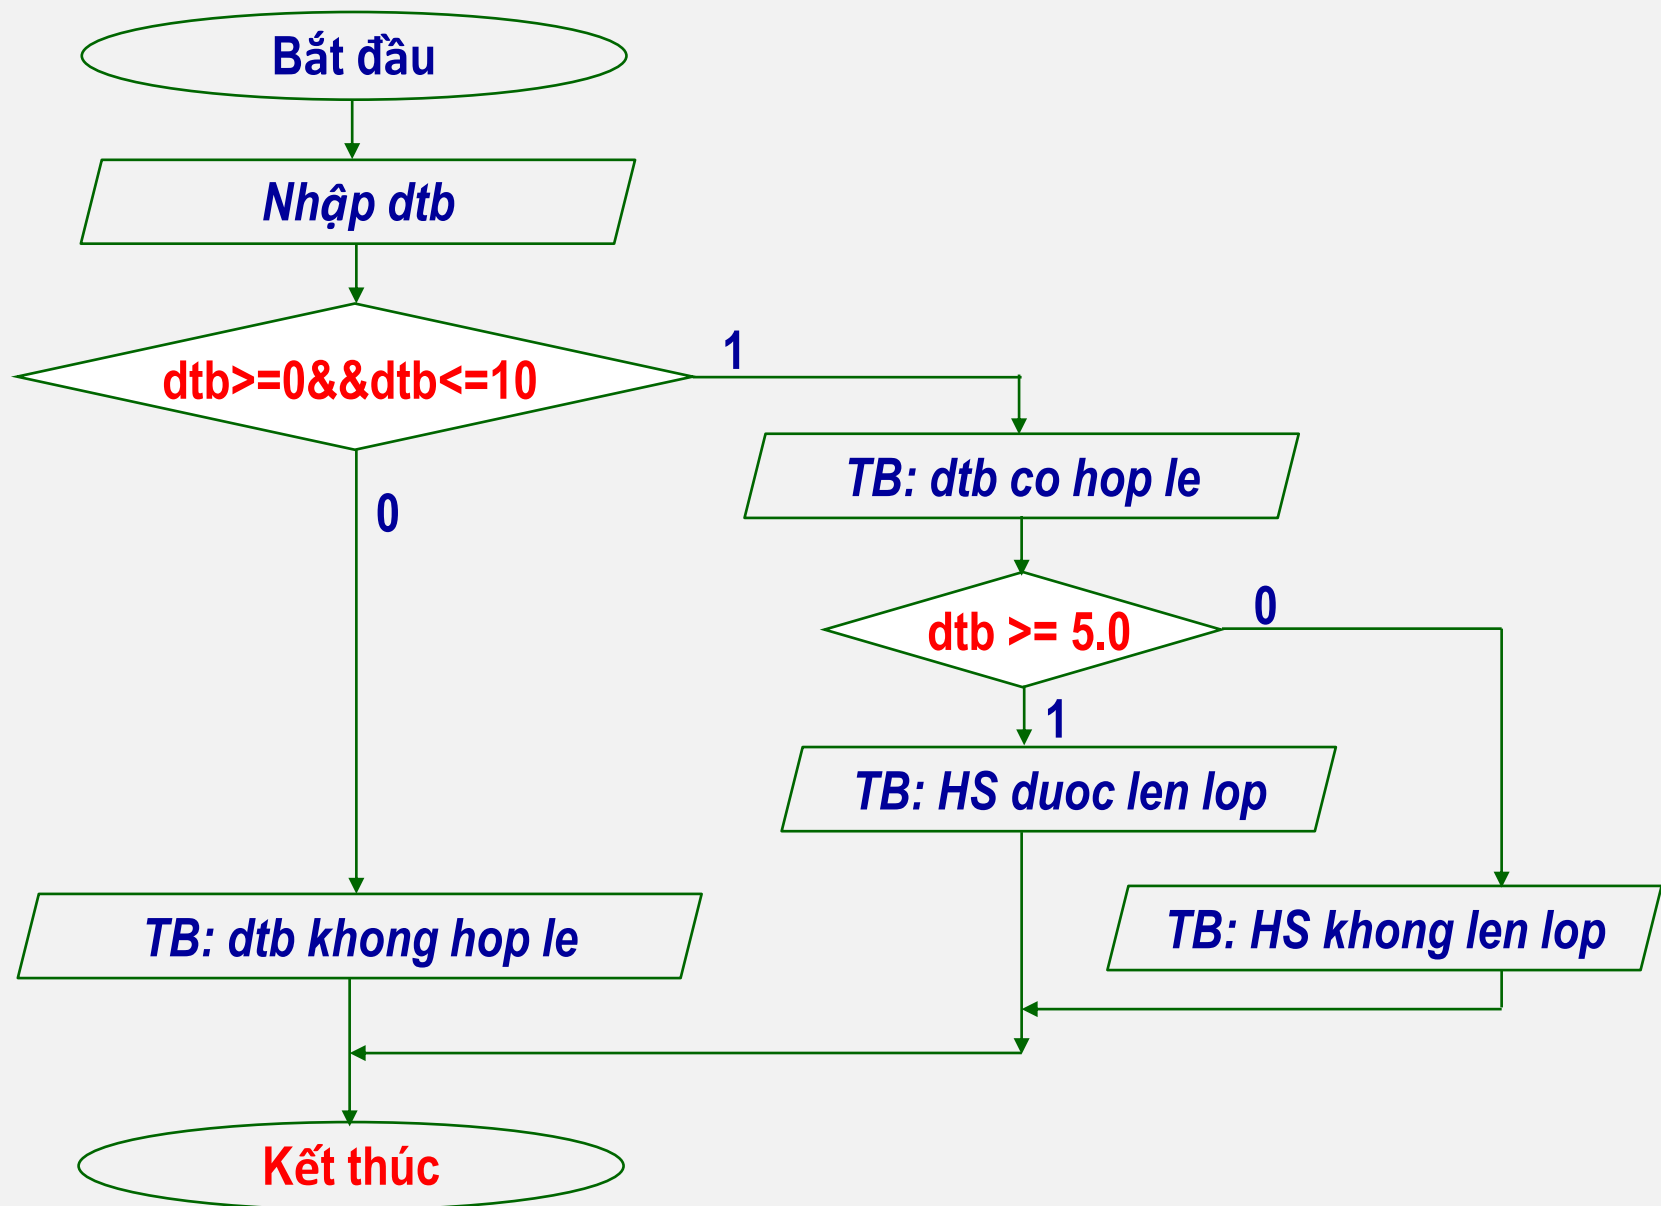 Bắt đầu
Nhập dtb
dtb>=0&&dtb<=10
1
TB: dtb co hop le
0
dtb >= 5.0
0
1
TB: HS duoc len lop
TB: dtb khong hop le
TB: HS khong len lop
Kết thúc